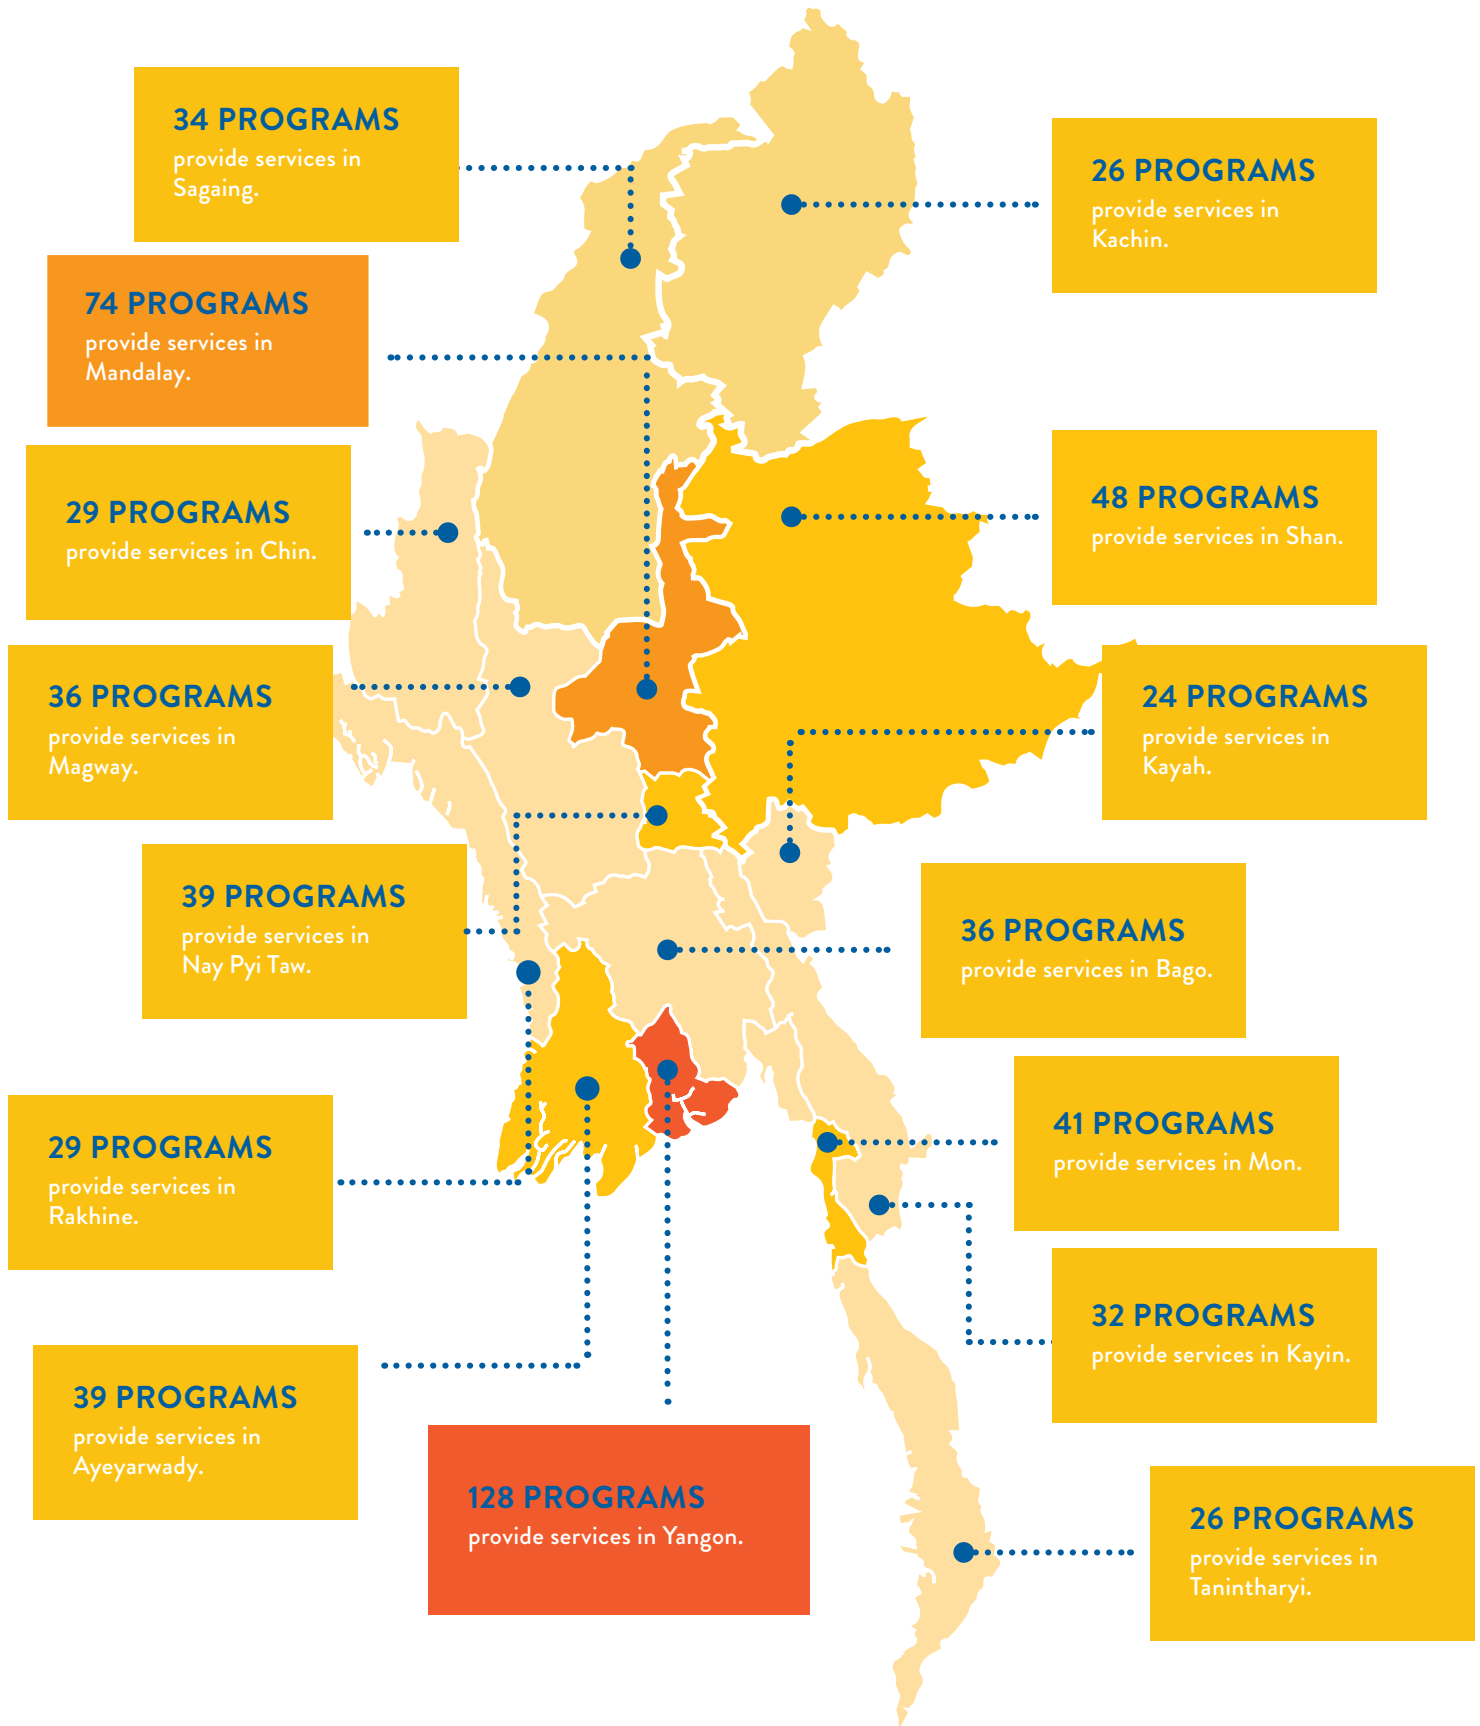 34 PROGRAMS
provide services in
Sagaing.
26 PROGRAMS
provide services in
Kachin.
74 PROGRAMS
provide services in
Mandalay.
29 PROGRAMS
provide services in Chin.
48 PROGRAMS
provide services in Shan.
36 PROGRAMS
provide services in
Magway.
24 PROGRAMS
provide services in
Kayah.
39 PROGRAMS
provide services in
Nay Pyi Taw.
36 PROGRAMS
provide services in Bago.
29 PROGRAMS
provide services in
Rakhine.
41 PROGRAMS
provide services in Mon.
32 PROGRAMS
provide services in Kayin.
39 PROGRAMS
provide services in
Ayeyarwady.
128 PROGRAMS
provide services in Yangon.
26 PROGRAMS
provide services in
Tanintharyi.